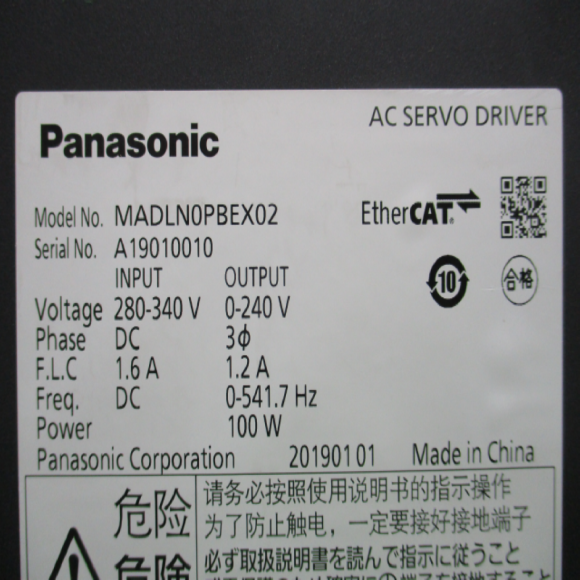 AC SERVO DRIVER
Panasonic
Model No. MADLN0PBEX02
EtherCAT®
Serial No. A19010010
INPUT OUTPUT
10
合格
Voltage 280-340 V 0-240 V
Phase DC 3ϕ
F.L.C 1.6 A 1.2 A
Freq. DC 0-541.7 Hz
Power 100 W
Panasonic Corporation 20190101 Made in China
危险
请务必按照使用说明书的指示操作
为了防止触电，一定要接好接地端子
危険
必ず取扱説明書を読んで指示に従うこと